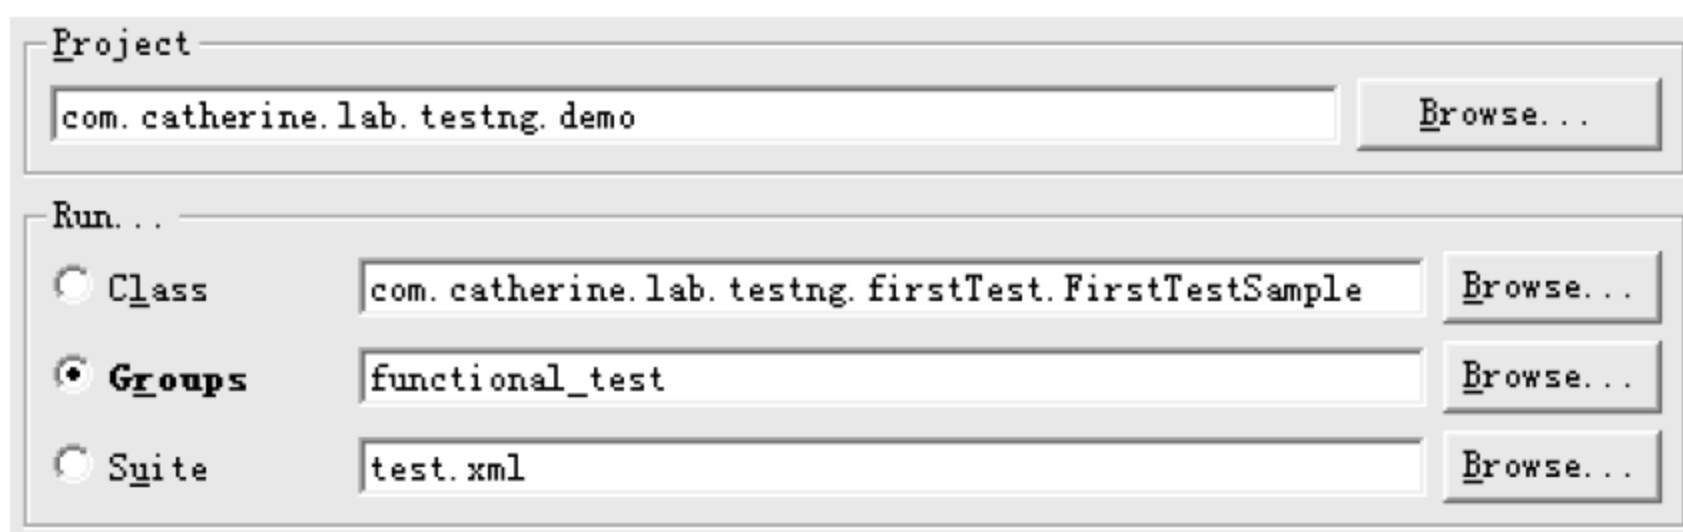 Project
com.catherine.lab.testng.demo Browse...
Run...
Class com.catherine.lab.testng.firstTest.FirstTestSample Browse...
Groups functional_test Browse...
Suite test.xml Browse...